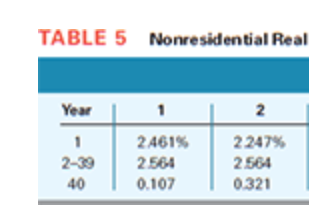 TABLE 5 Nonresidential Real
Year 1 2
1 2.461% 2.247%
2–39 2.564 2.564
40 0.107 0.321